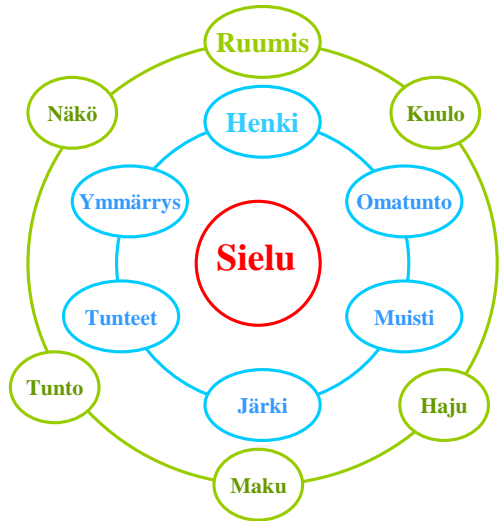 Ruumis
Näkö
Kuulo
Henki
Ymmärrys
Omatunto
Sielu
Tunteet
Muisti
Tunto
Järki
Haju
Maku